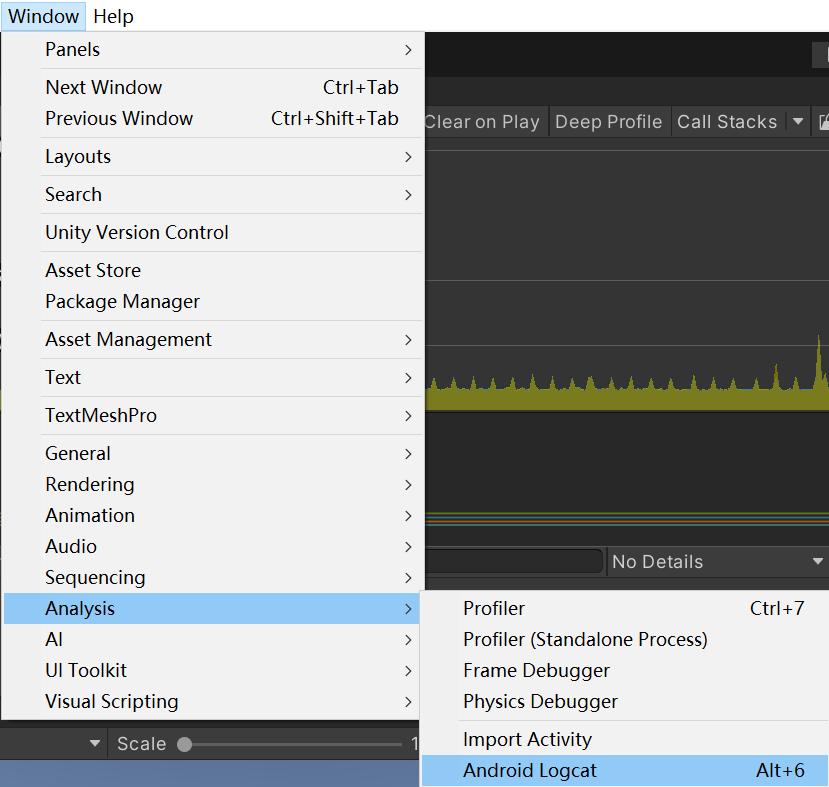 Window Help
Panels
Next Window Ctrl+Tab
Previous Window Ctrl+Shift+Tab
Clear on Play Deep Profile Call Stacks
Layouts
Search
Unity Version Control
Asset Store
Package Manager
Asset Management
Text
TextMeshPro
General
Rendering
Animation
Audio
No Details
Sequencing
Analysis
Profiler Ctrl+7
AI
Profiler (Standalone Process)
UI Toolkit
Frame Debugger
Visual Scripting
Physics Debugger
Scale 1
Import Activity
Android Logcat Alt+6